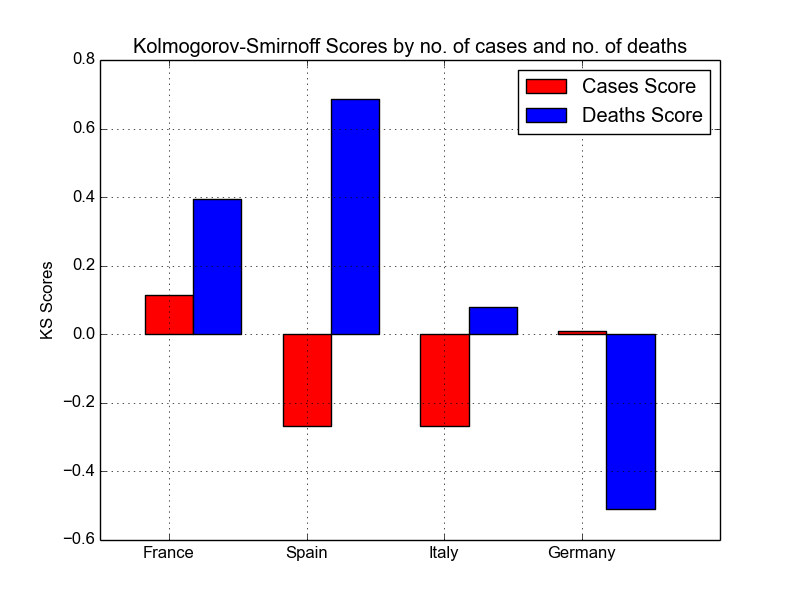 Kolmogorov-Smirnoff Scores by no. of cases and no. of deaths
Cases Score
Deaths Score
KS Scores
0.8
0.6
0.4
0.2
0.0
−0.2
−0.4
−0.6
France Spain Italy Germany